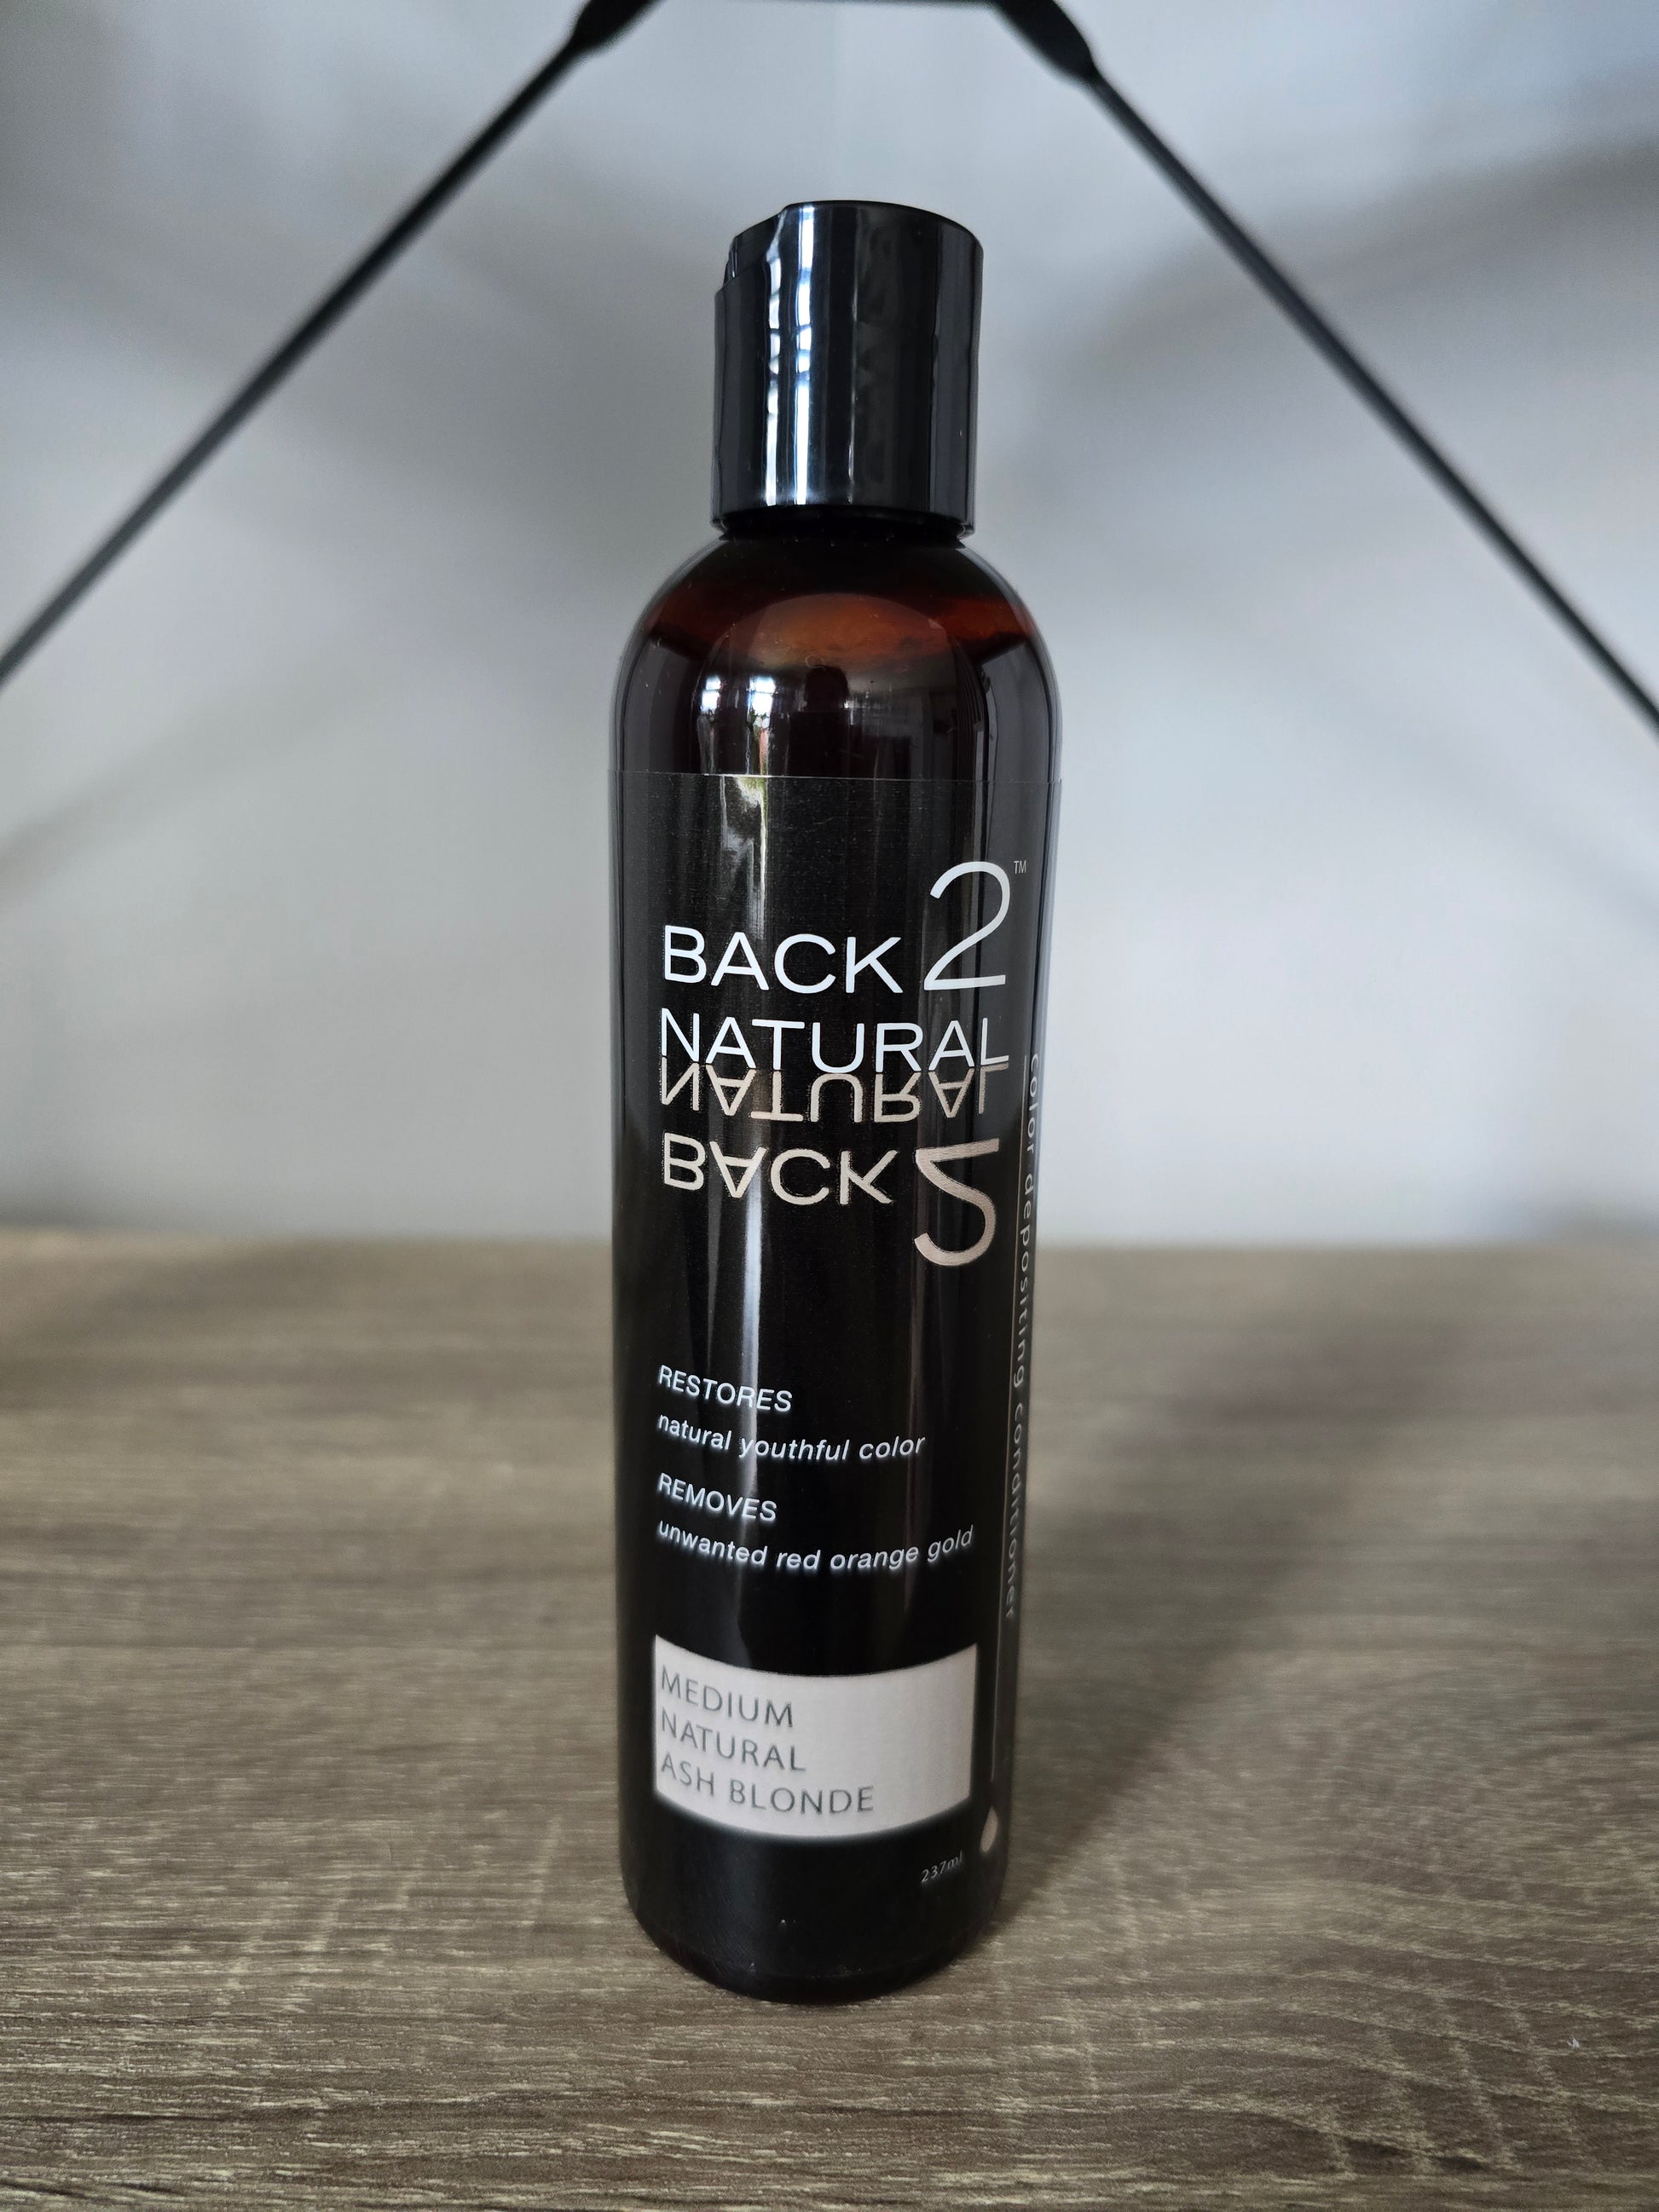 BACK 2™
NATURAL
NATURAL
BACK 2
RESTORES
natural youthful color
REMOVES
unwanted red orange gold
MEDIUM
NATURAL
ASH BLONDE
237ml
color depositing conditioner